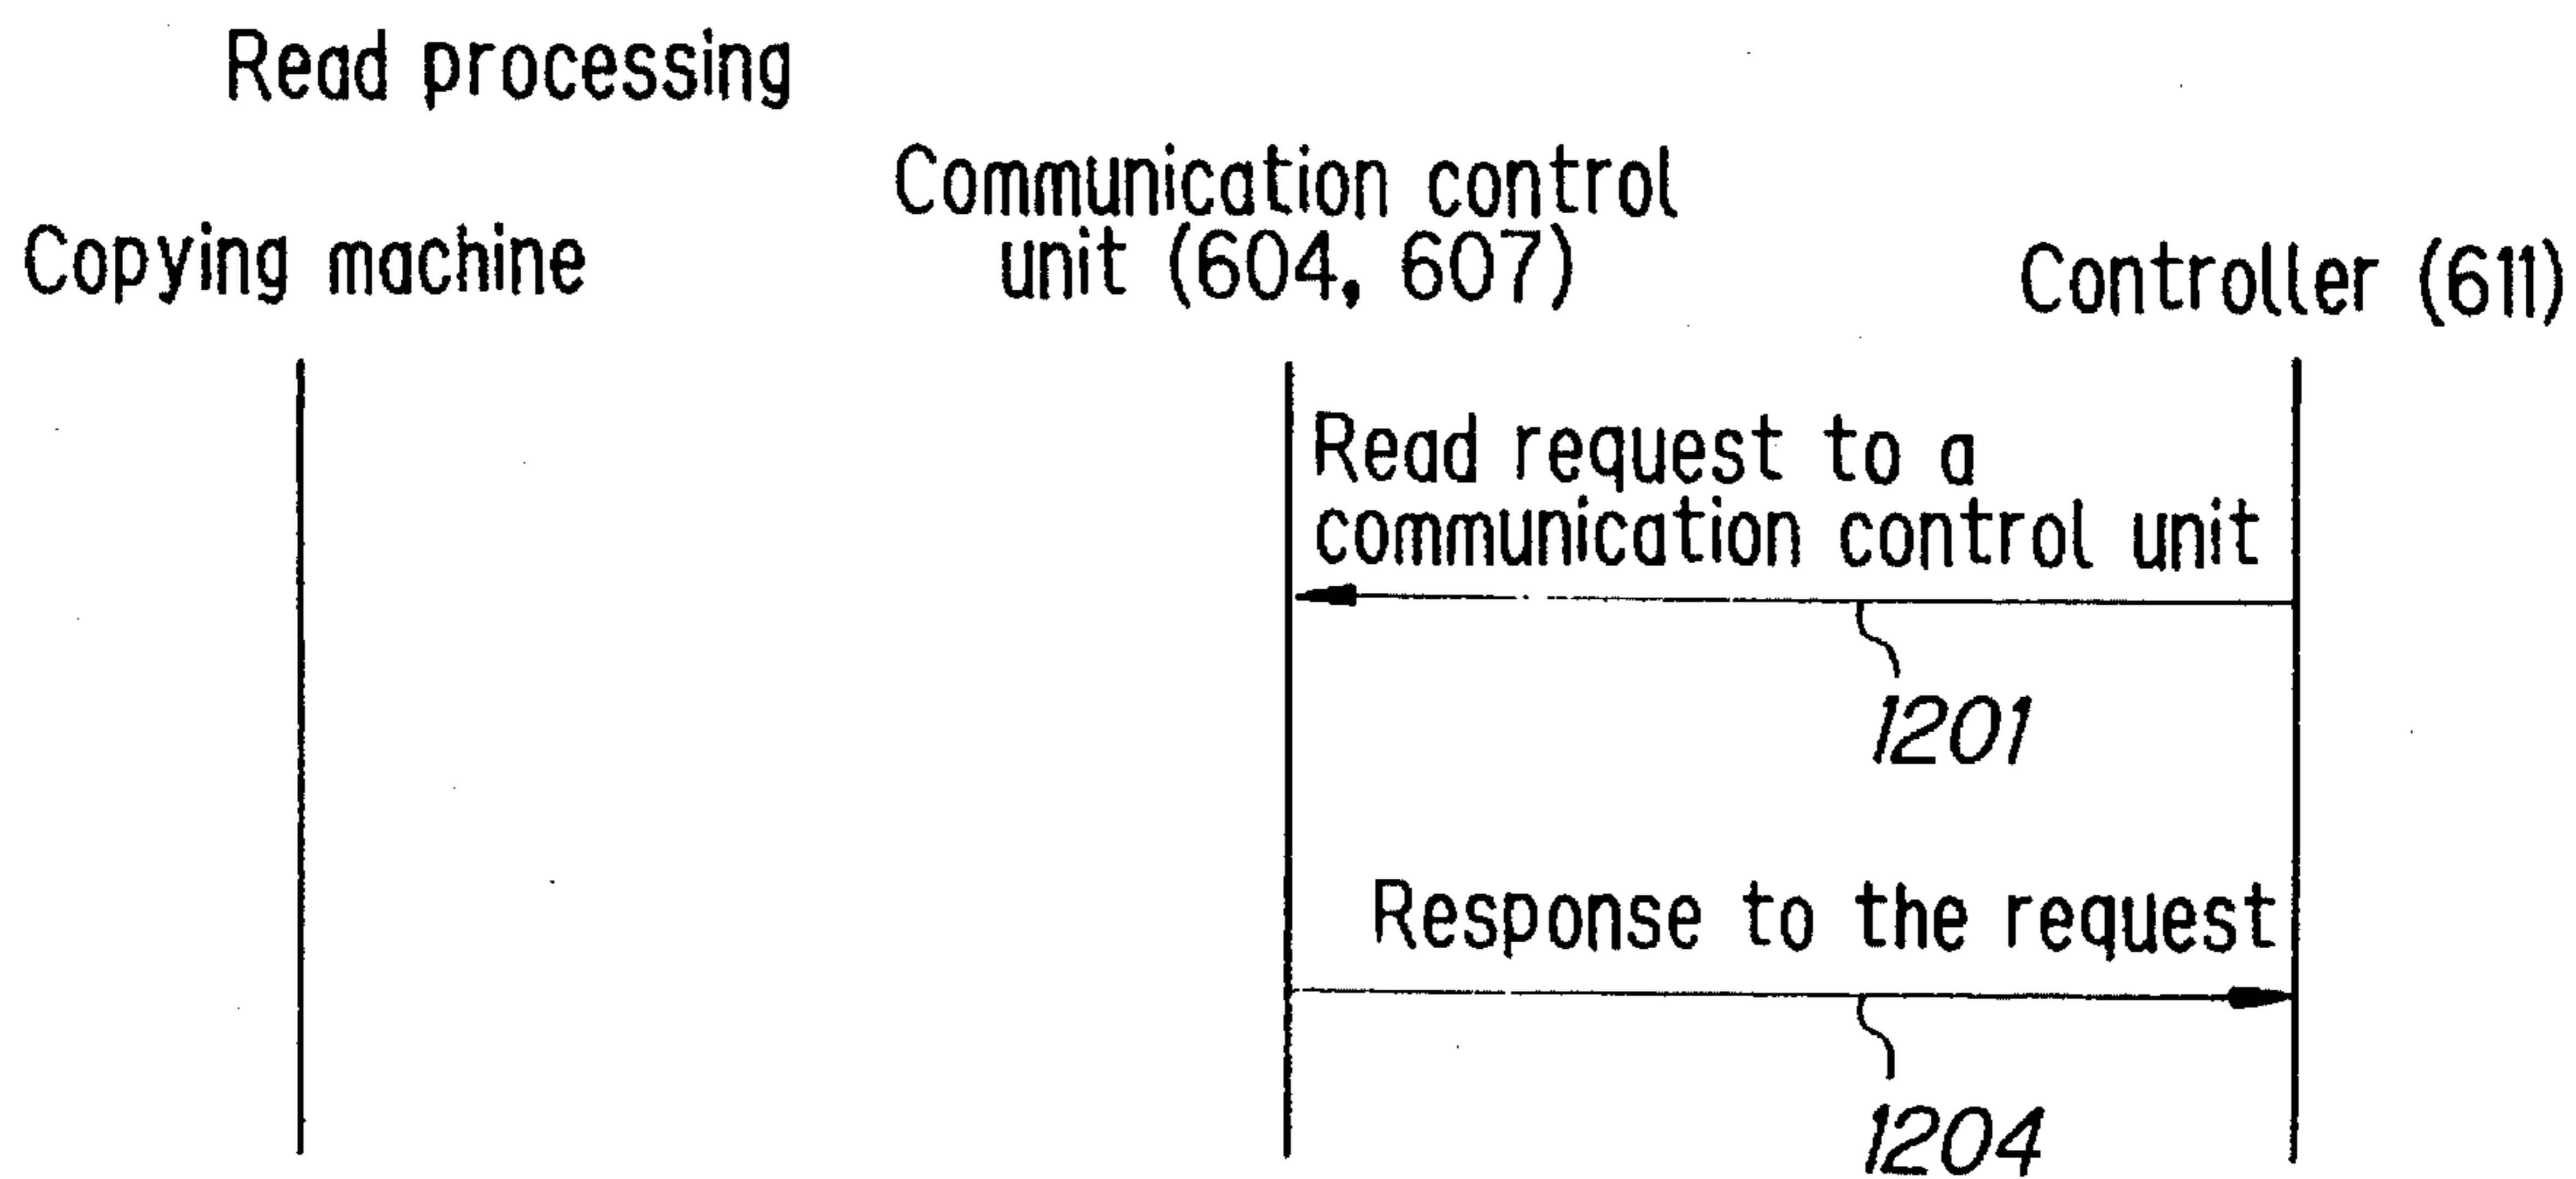 Read processing
Communication control
unit (604, 607)
Copying machine
Controller (611)
Read request to a
communication control unit
1201
Response to the request
1204